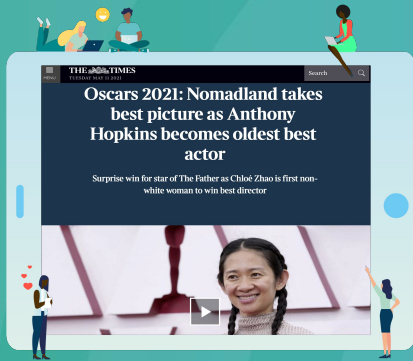 MENU
THE TIMES
Search
TUESDAY MAY 11 2021
Oscars 2021: Nomadland takes
best picture as Anthony
Hopkins becomes oldest best
actor
Surprise win for star of The Father as Chloé Zhao is first non-
white woman to win best director